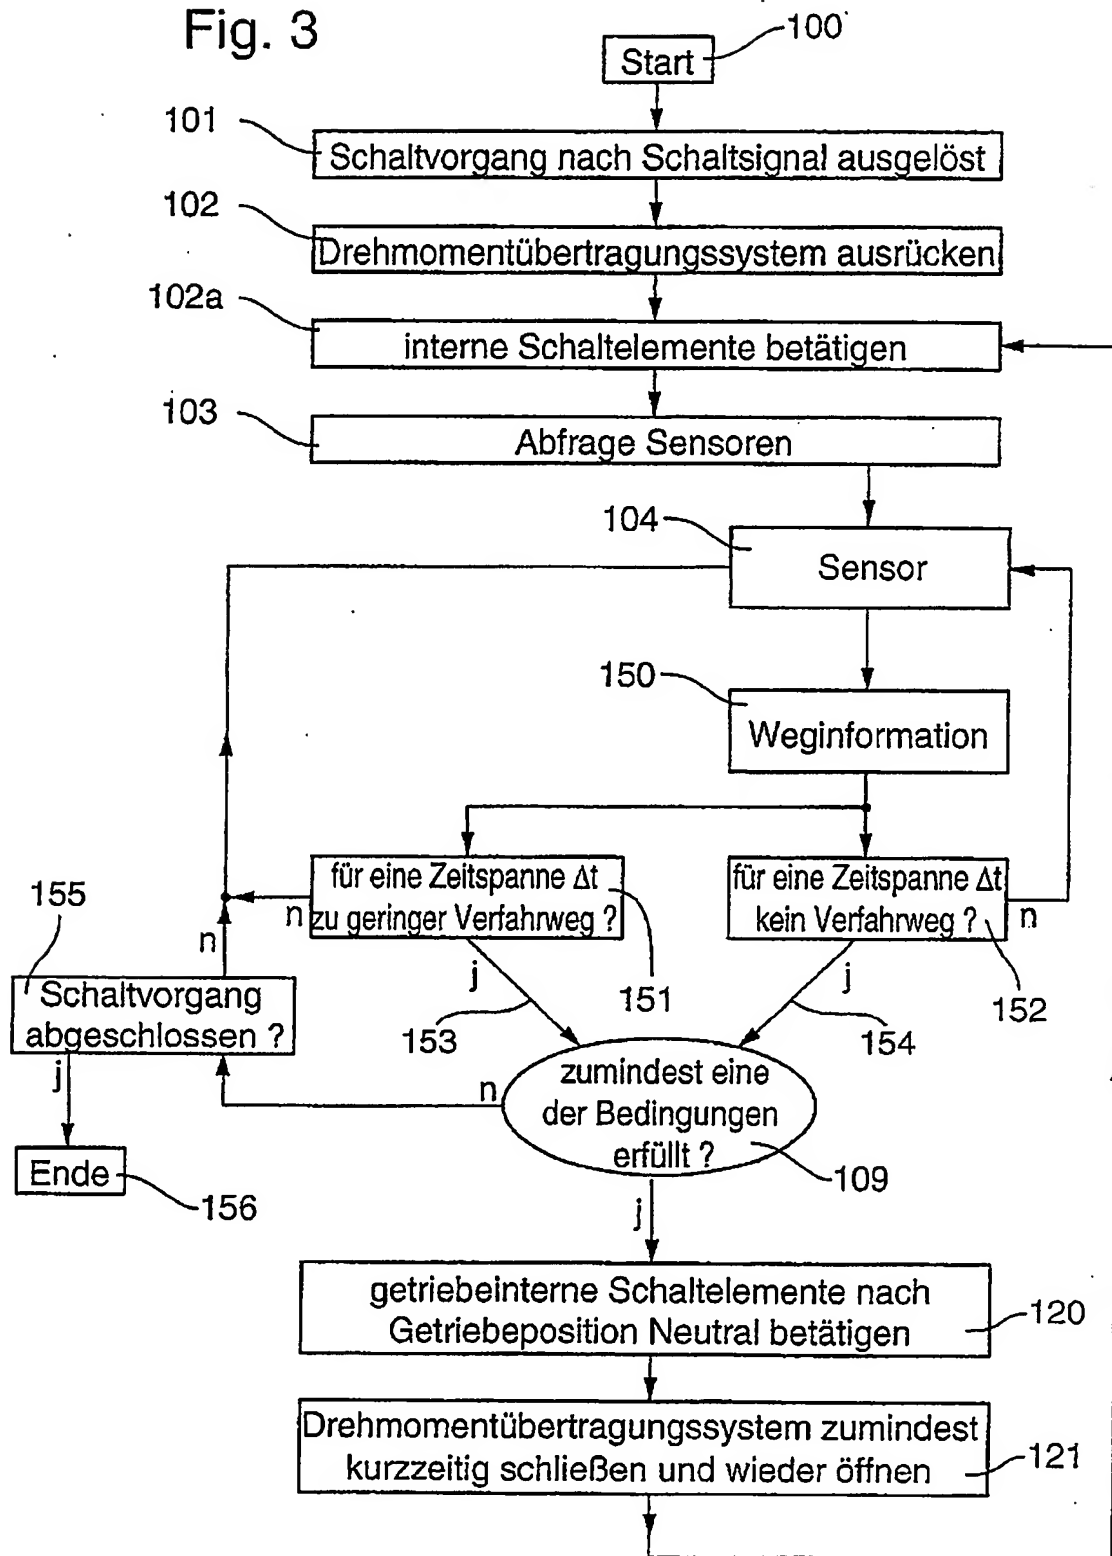 Fig. 3
100
Start
101
Schaltvorgang nach Schaltsignal ausgelöst
102
Drehmomentübertragungssystem ausrücken
102a
interne Schaltelemente betätigen
103
Abfrage Sensoren
104
Sensor
150
Weginformation
für eine Zeitspanne Δt
zu geringer Verfahrweg ?
n
151
für eine Zeitspanne Δt
kein Verfahrweg ?
n
152
155
n
Schaltvorgang
abgeschlossen ?
j
153
j
154
zumindest eine
der Bedingungen
erfüllt ?
n
109
j
Ende
156
j
getriebeinterne Schaltelemente nach
Getriebeposition Neutral betätigen
120
Drehmomentübertragungssystem zumindest
kurzzeitig schließen und wieder öffnen
121